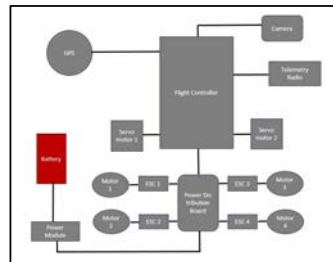 Camera
GPS
Telemetry
Radio
Flight Controller
Servo
motor 1
Servo
motor 2
Battery
Motor
1
ESC 1
Power Dis
tribution
Board
ESC 3
Motor
Motor
2
ESC 2
ESC 4
Motor
4
Power
Module